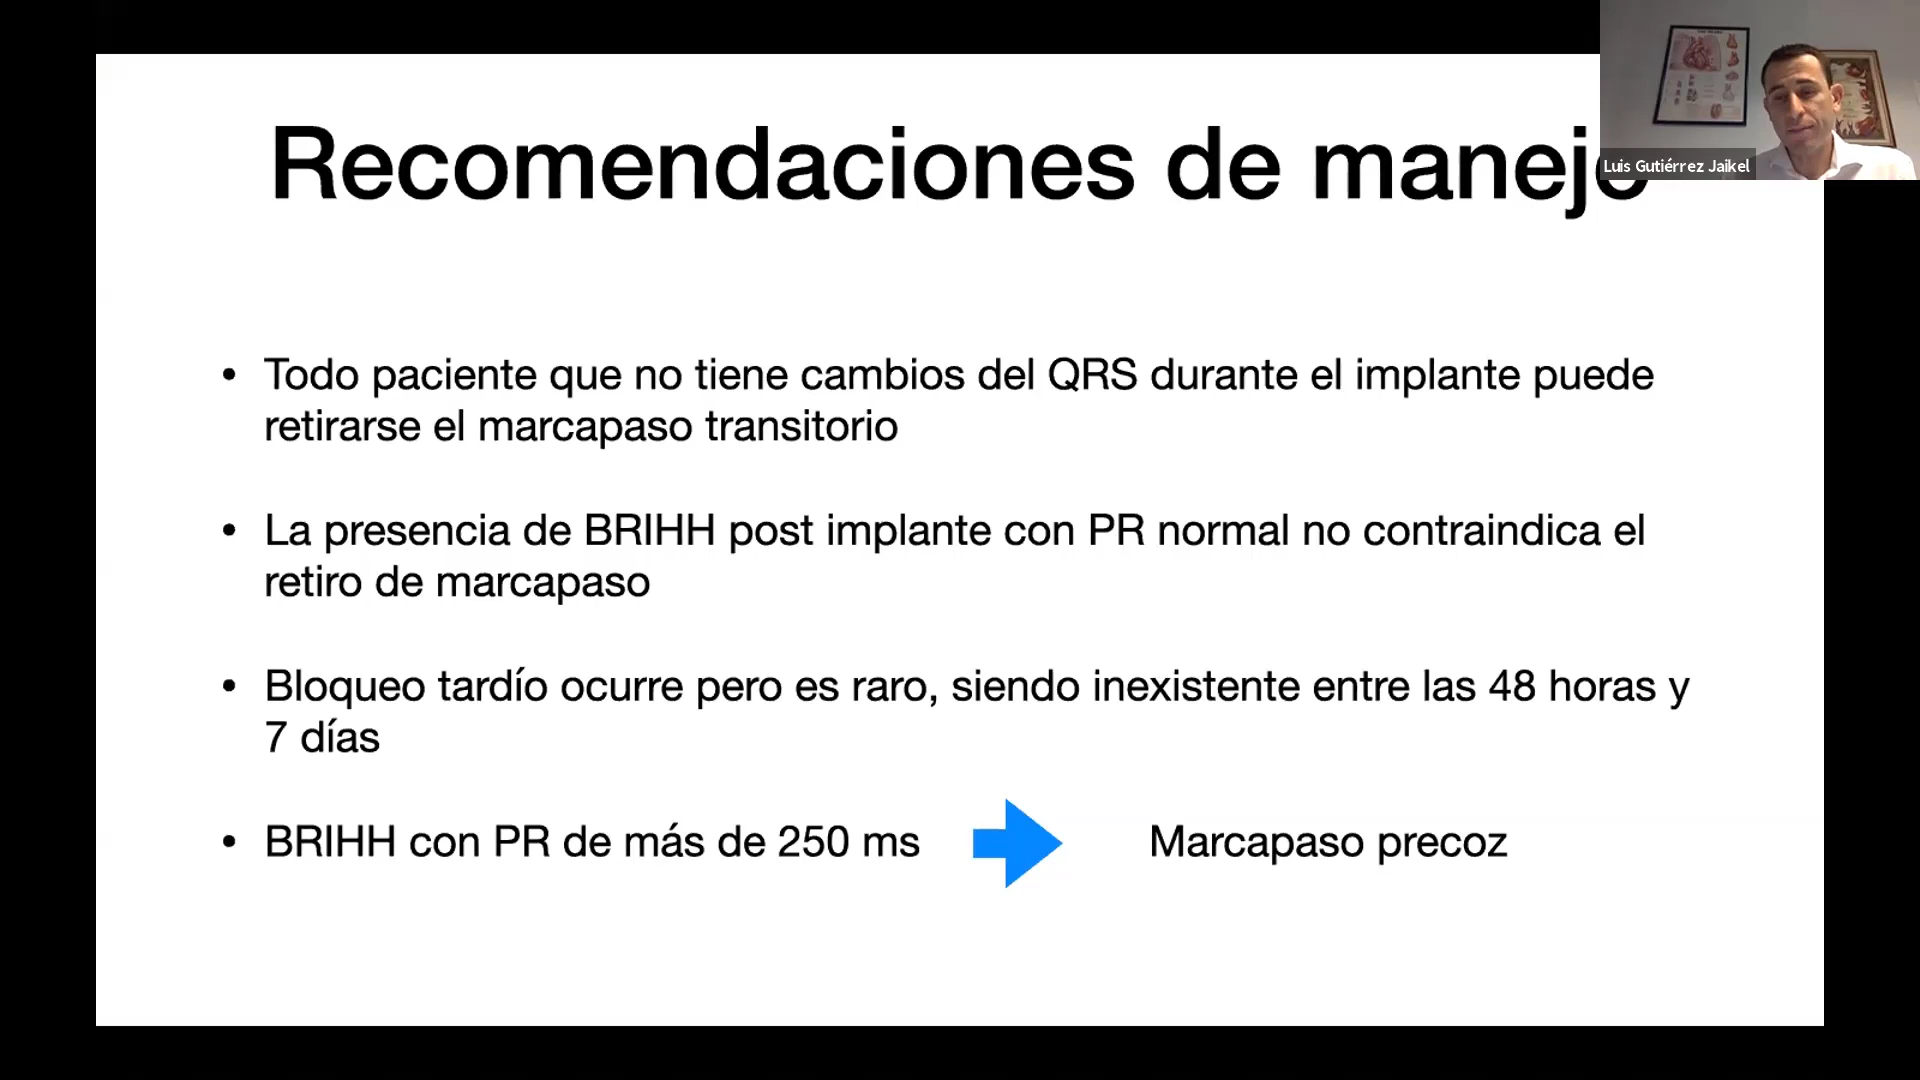 Recomendaciones de manejo
Luis Gutiérrez Jaikel
• Todo paciente que no tiene cambios del QRS durante el implante puede
retirarse el marcapaso transitorio
• La presencia de BRIHH post implante con PR normal no contraindica el
retiro de marcapaso
• Bloqueo tardío ocurre pero es raro, siendo inexistente entre las 48 horas y
7 días
• BRIHH con PR de más de 250 ms
Marcapaso precoz